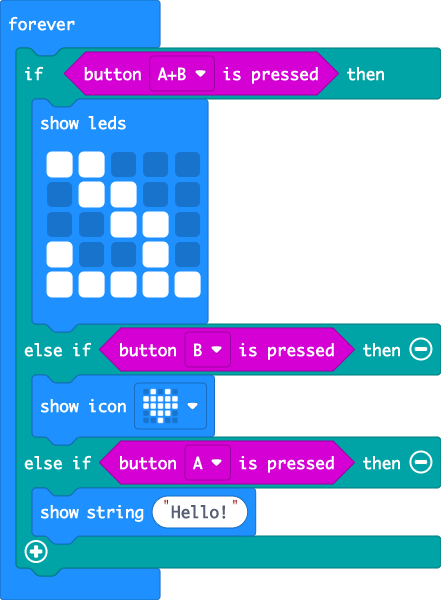 forever
if button A+B is pressed then
show leds
else if button B is pressed then
show icon
else if button A is pressed then
show string "Hello!"